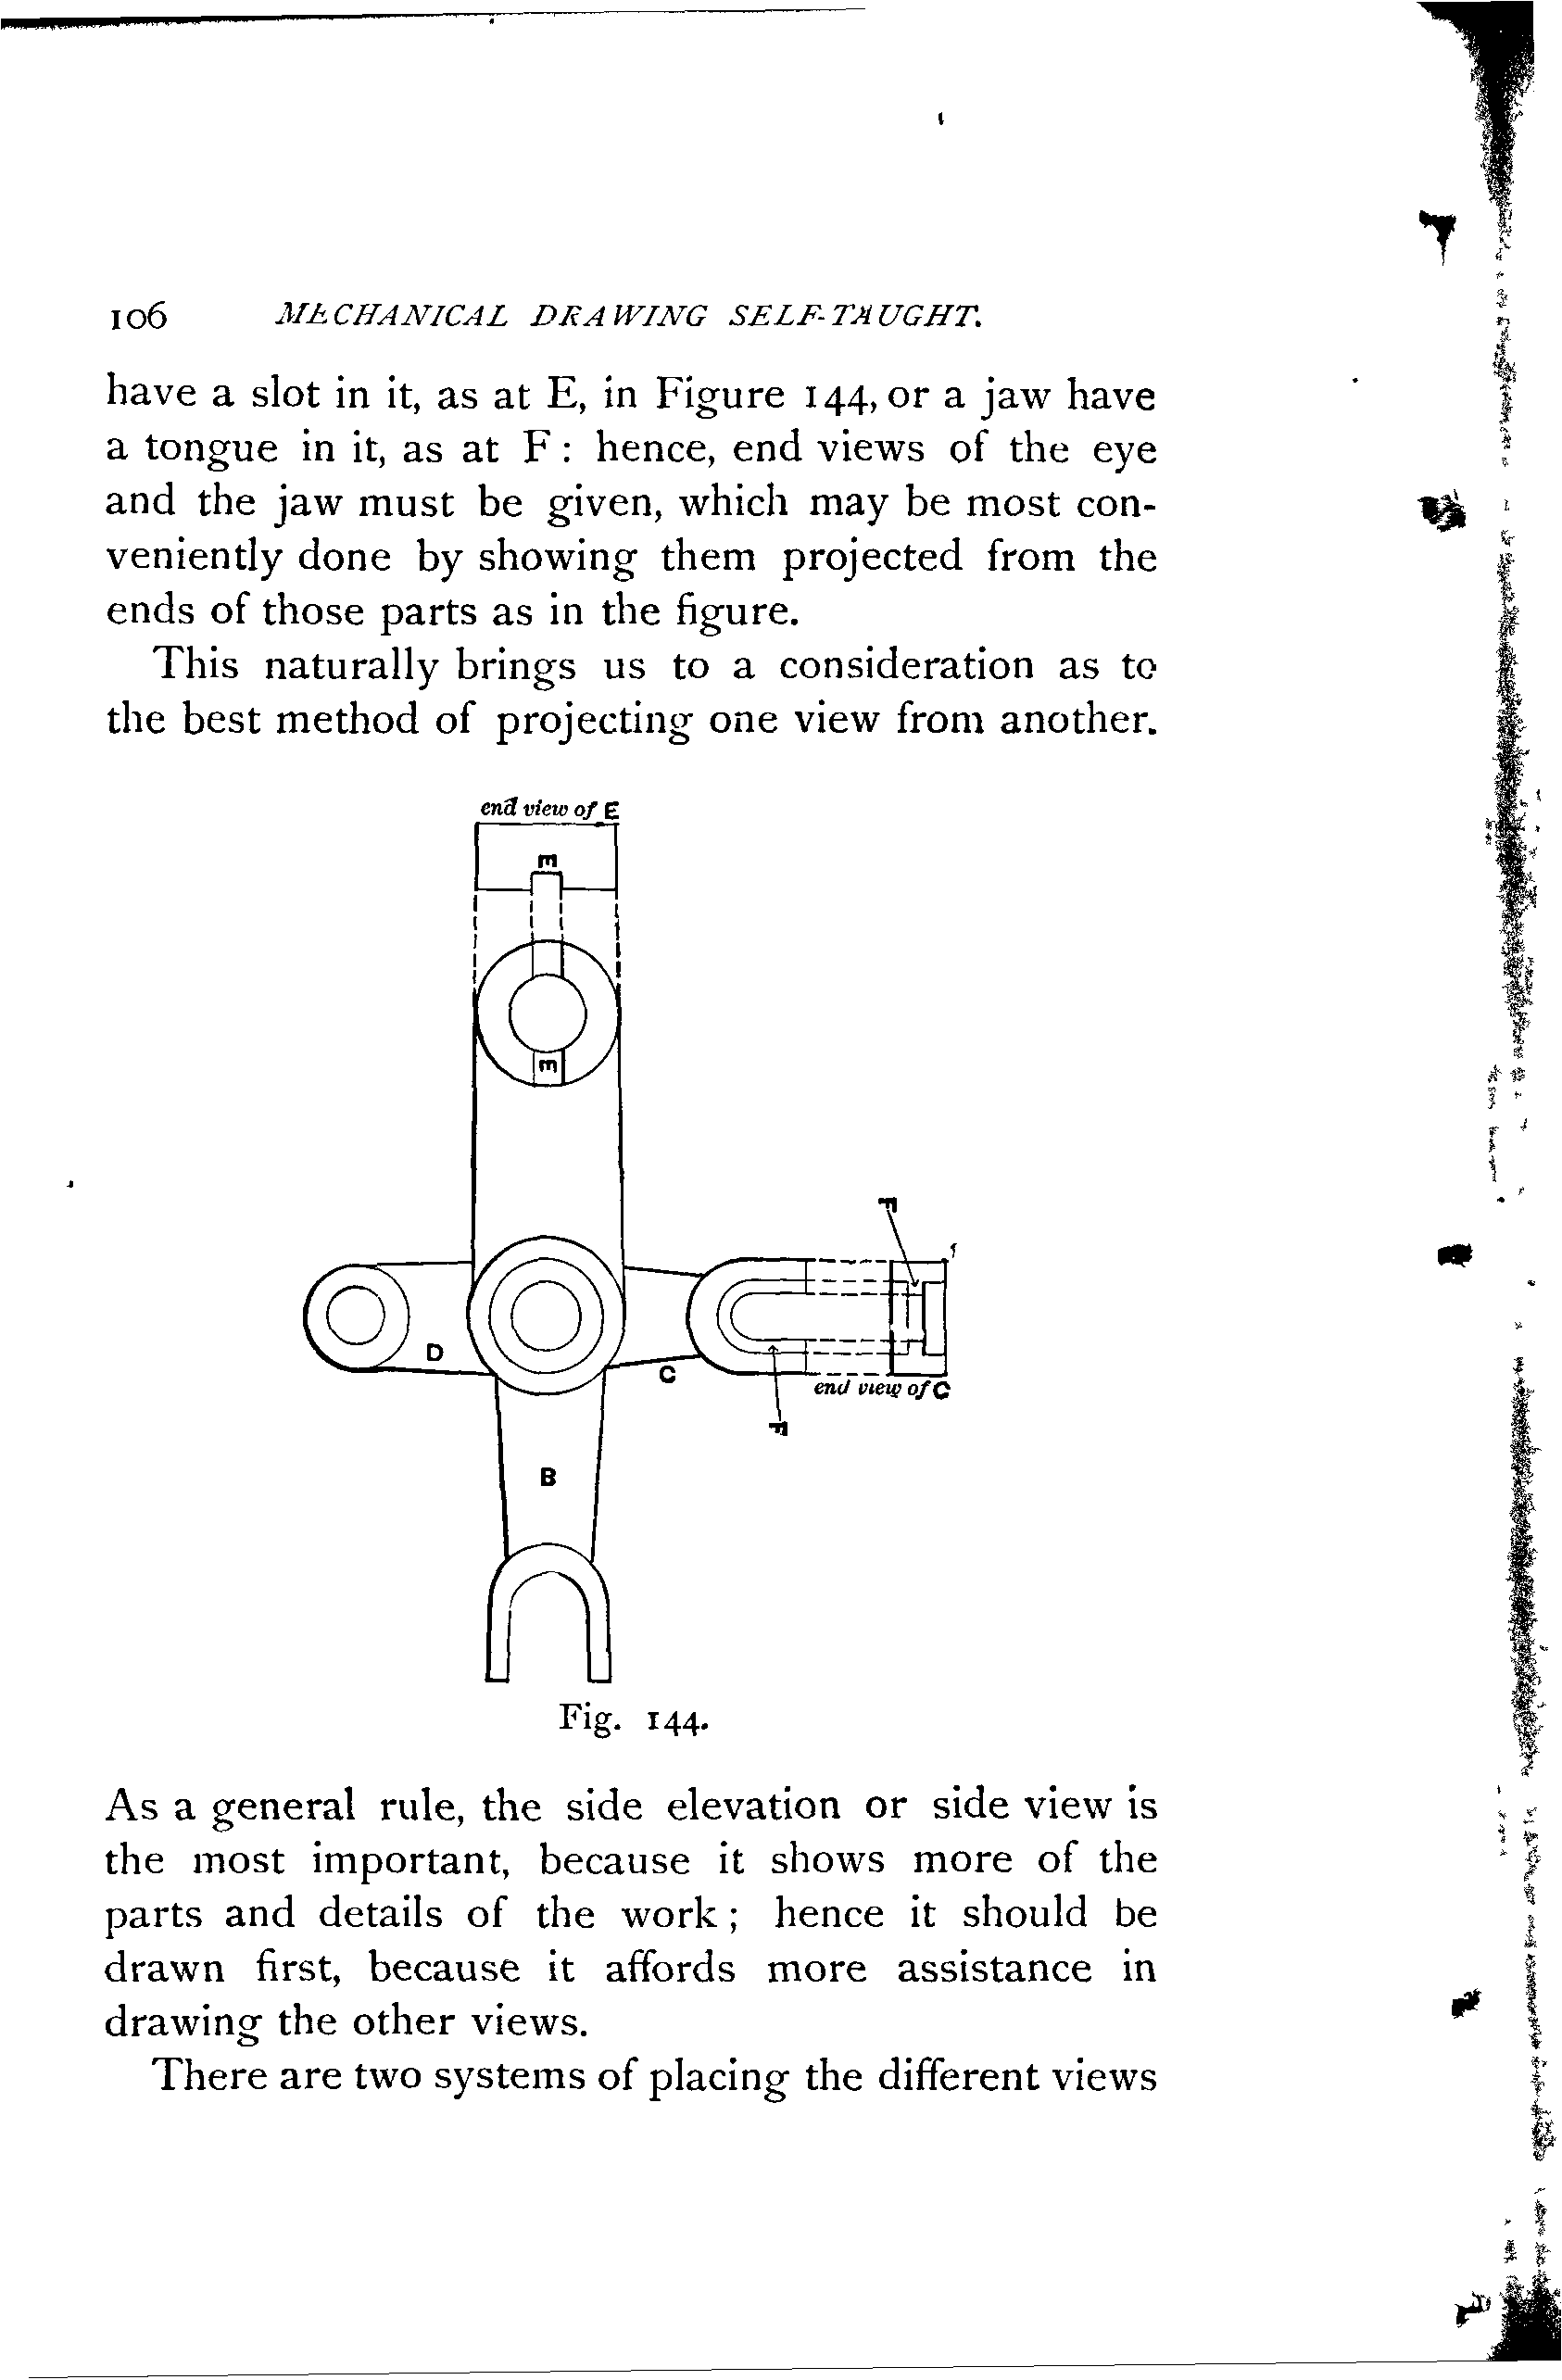 106 MECHANICAL DRAWING SELF-TAUGHT.
have a slot in it, as at E, in Figure 144, or a jaw have
a tongue in it, as at F : hence, end views of the eye
and the jaw must be given, which may be most con-
veniently done by showing them projected from the
ends of those parts as in the figure.
This naturally brings us to a consideration as to
the best method of projecting one view from another.
end view of E
E
E
F
D
C
end view of C
F
B
Fig. 144.
As a general rule, the side elevation or side view is
the most important, because it shows more of the
parts and details of the work ; hence it should be
drawn first, because it affords more assistance in
drawing the other views.
There are two systems of placing the different views